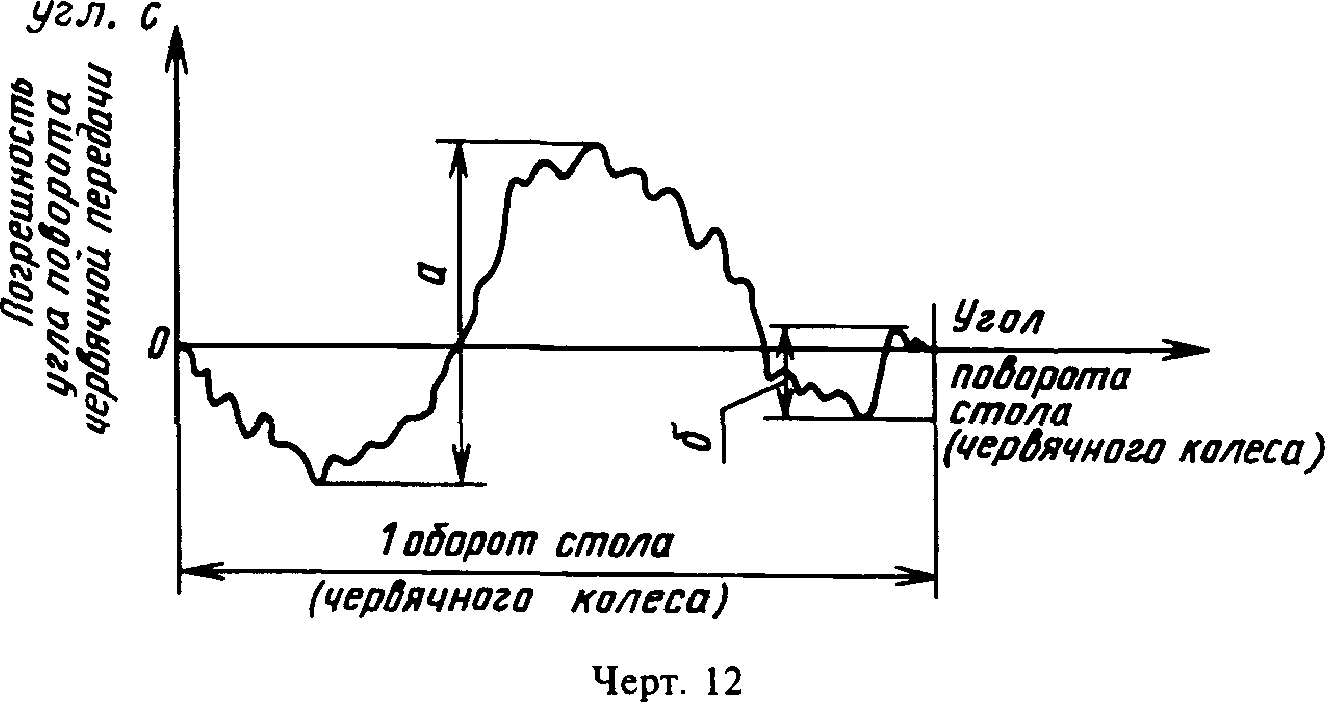 угл. с
Погрешность
угла поворота
червячной передачи
а
0
б
Угол
поворота
стола
(червячного колеса)
1 оборот стола
(червячного колеса)
Черт. 12